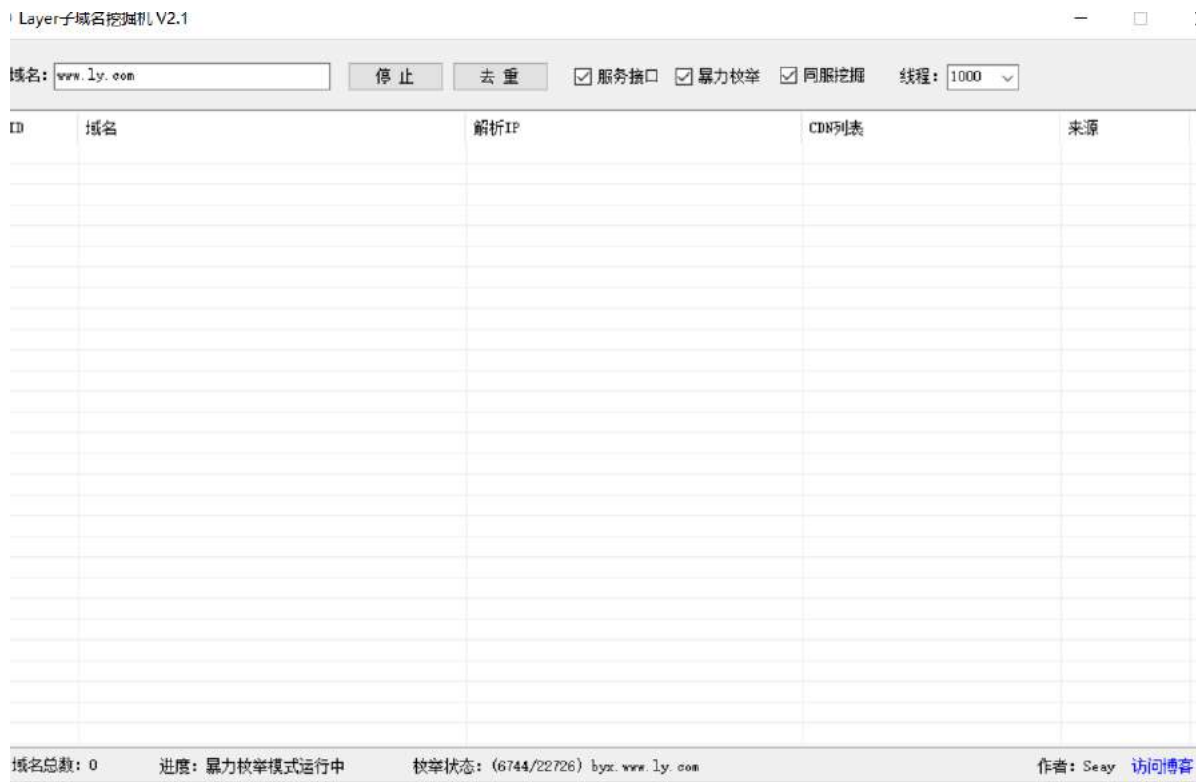 Layer子域名挖掘机 V2.1
域名: www.ly.com 停止 去重 服务接口 暴力枚举 同服挖掘 线程: 1000
ID 域名 解析IP CDN列表 来源
域名总数: 0 进度: 暴力枚举模式运行中 枚举状态: (6744/22726) byx.www.ly.com 作者: Seay 访问博客